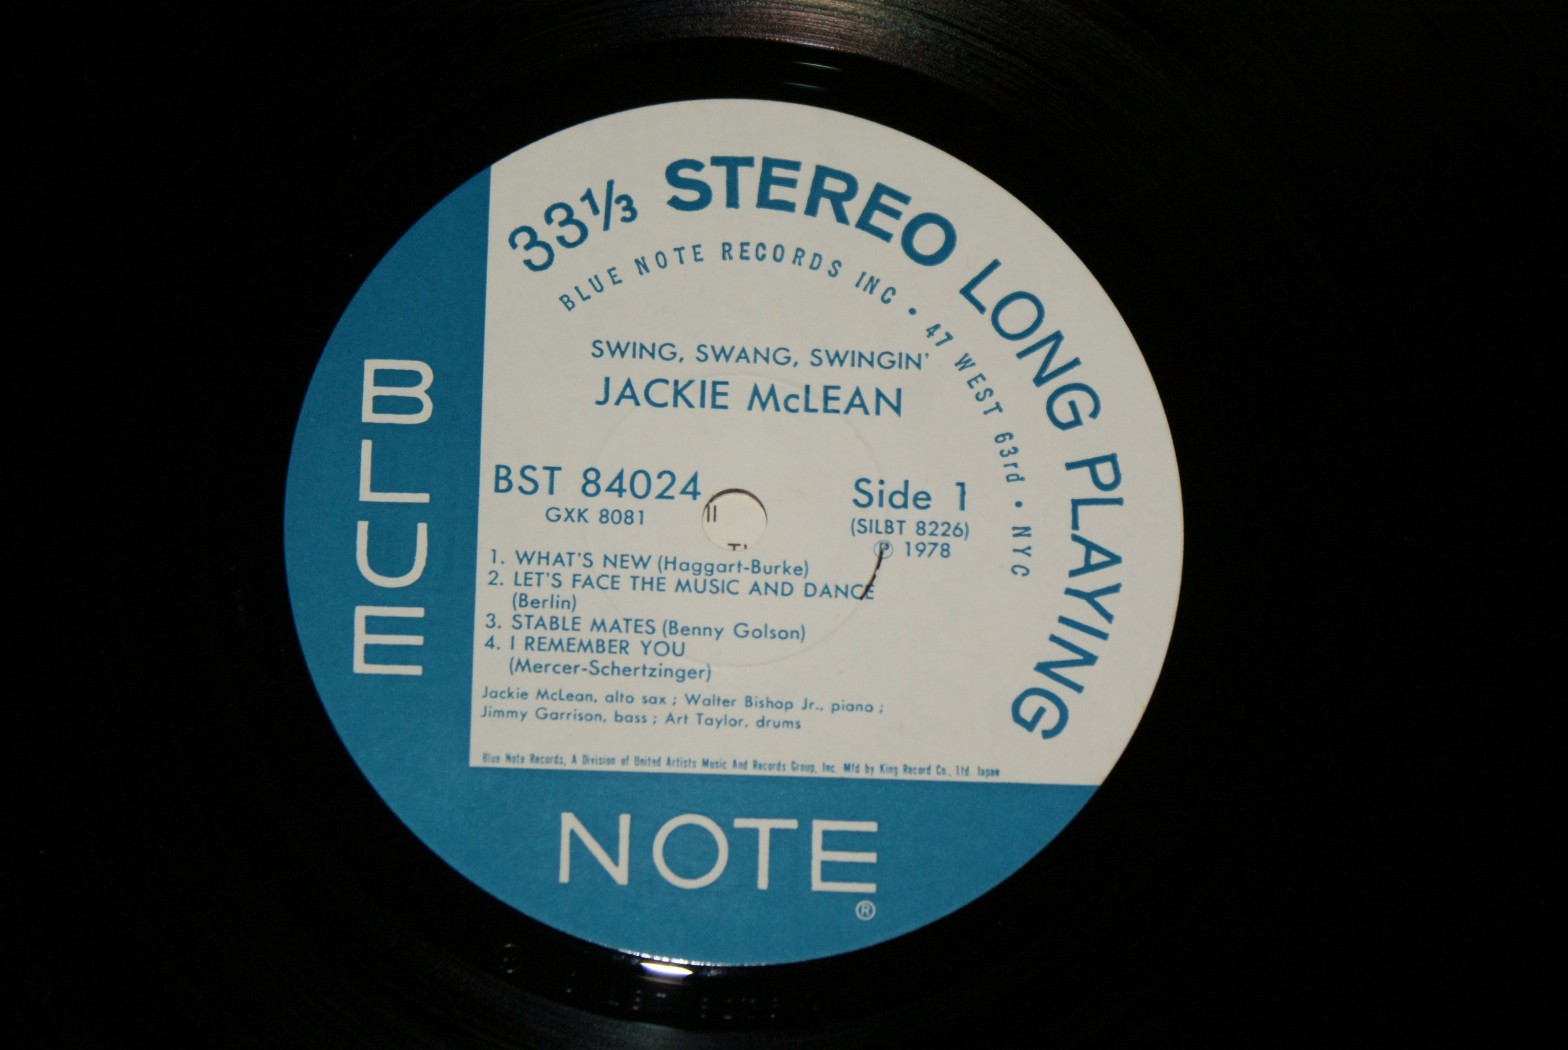 33⅓ STEREO LONG PLAYING
BLUE NOTE RECORDS INC • 47 WEST 63rd • NYC
SWING, SWANG, SWINGIN'
JACKIE McLEAN
BST 84024
GXK 8081
Side 1
(SILBT 8226)
Ⓟ 1978
1. WHAT'S NEW (Haggart-Burke)
2. LET'S FACE THE MUSIC AND DANCE
(Berlin)
3. STABLE MATES (Benny Golson)
4. I REMEMBER YOU
(Mercer-Schertzinger)
Jackie McLean, alto sax ; Walter Bishop Jr., piano ;
Jimmy Garrison, bass ; Art Taylor, drums
Blue Note Records, A Division of United Artists Music And Records Group, Inc. Mfd by King Record Co., Ltd. Japan
BLUE
NOTE
®